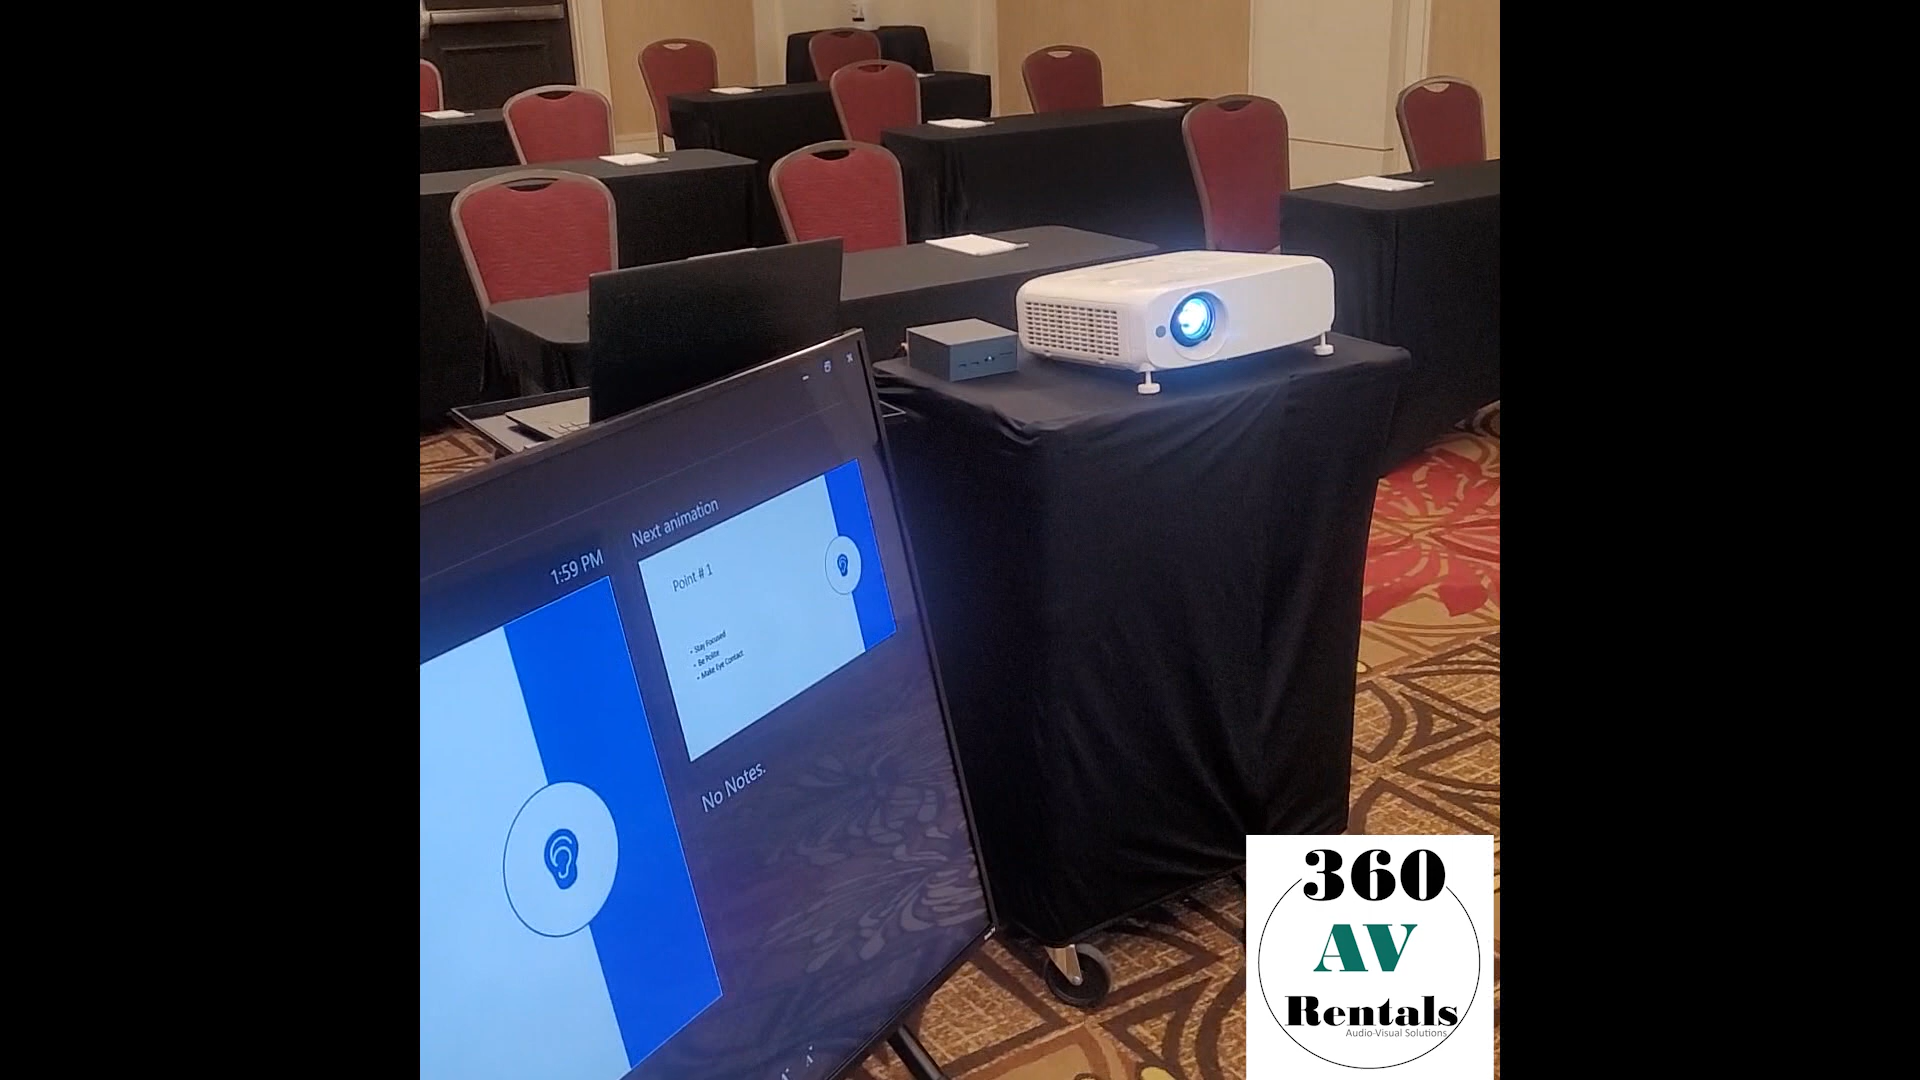 1:59 PM
Next animation
Point # 1
• Stay Focused
• Be Polite
• Make Eye Contact
No Notes.
360
AV
Rentals
Audio-Visual Solutions